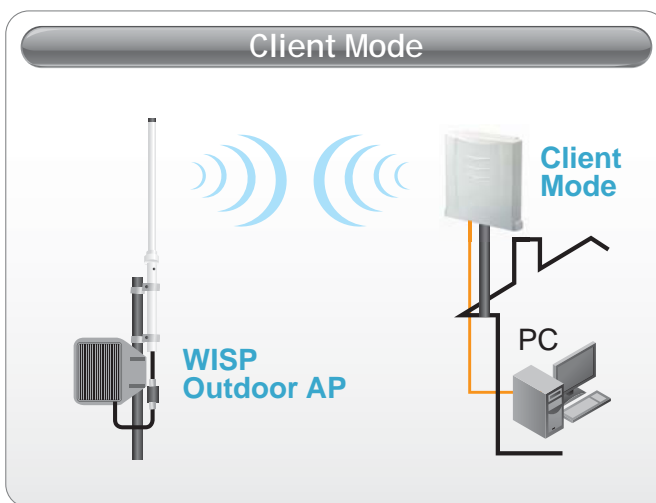 Client Mode
Client
Mode
PC
WISP
Outdoor AP